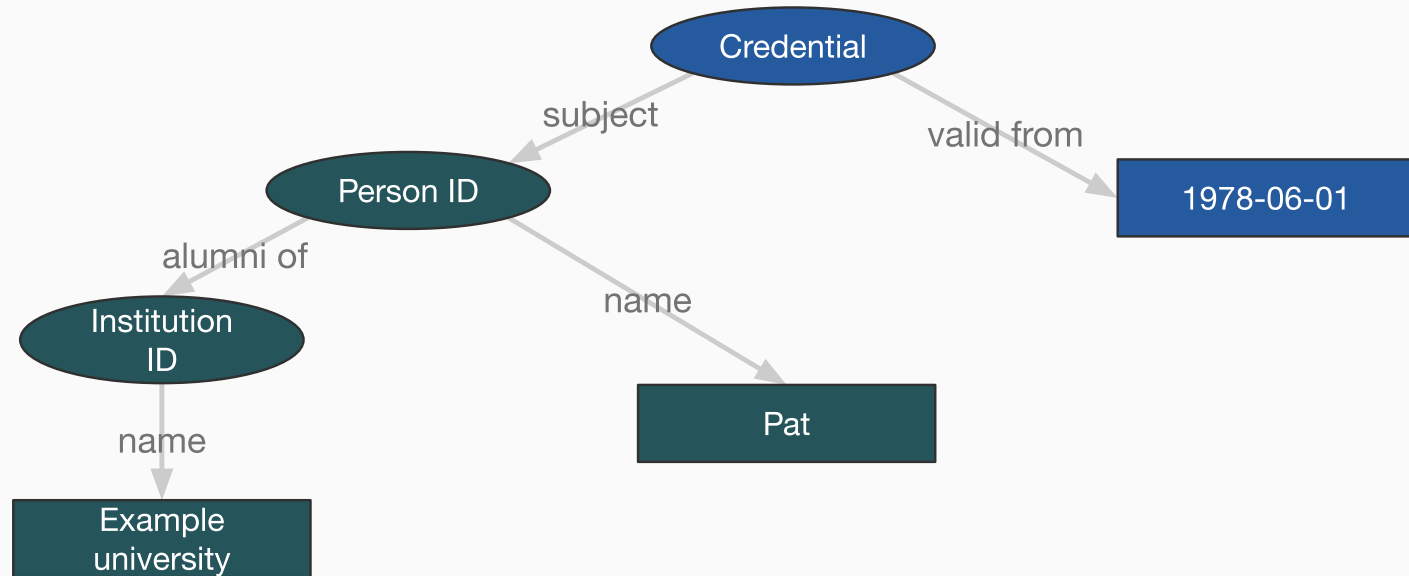 Credential
subject
valid from
Person ID
1978-06-01
alumni of
name
Institution
ID
Pat
name
Example
university